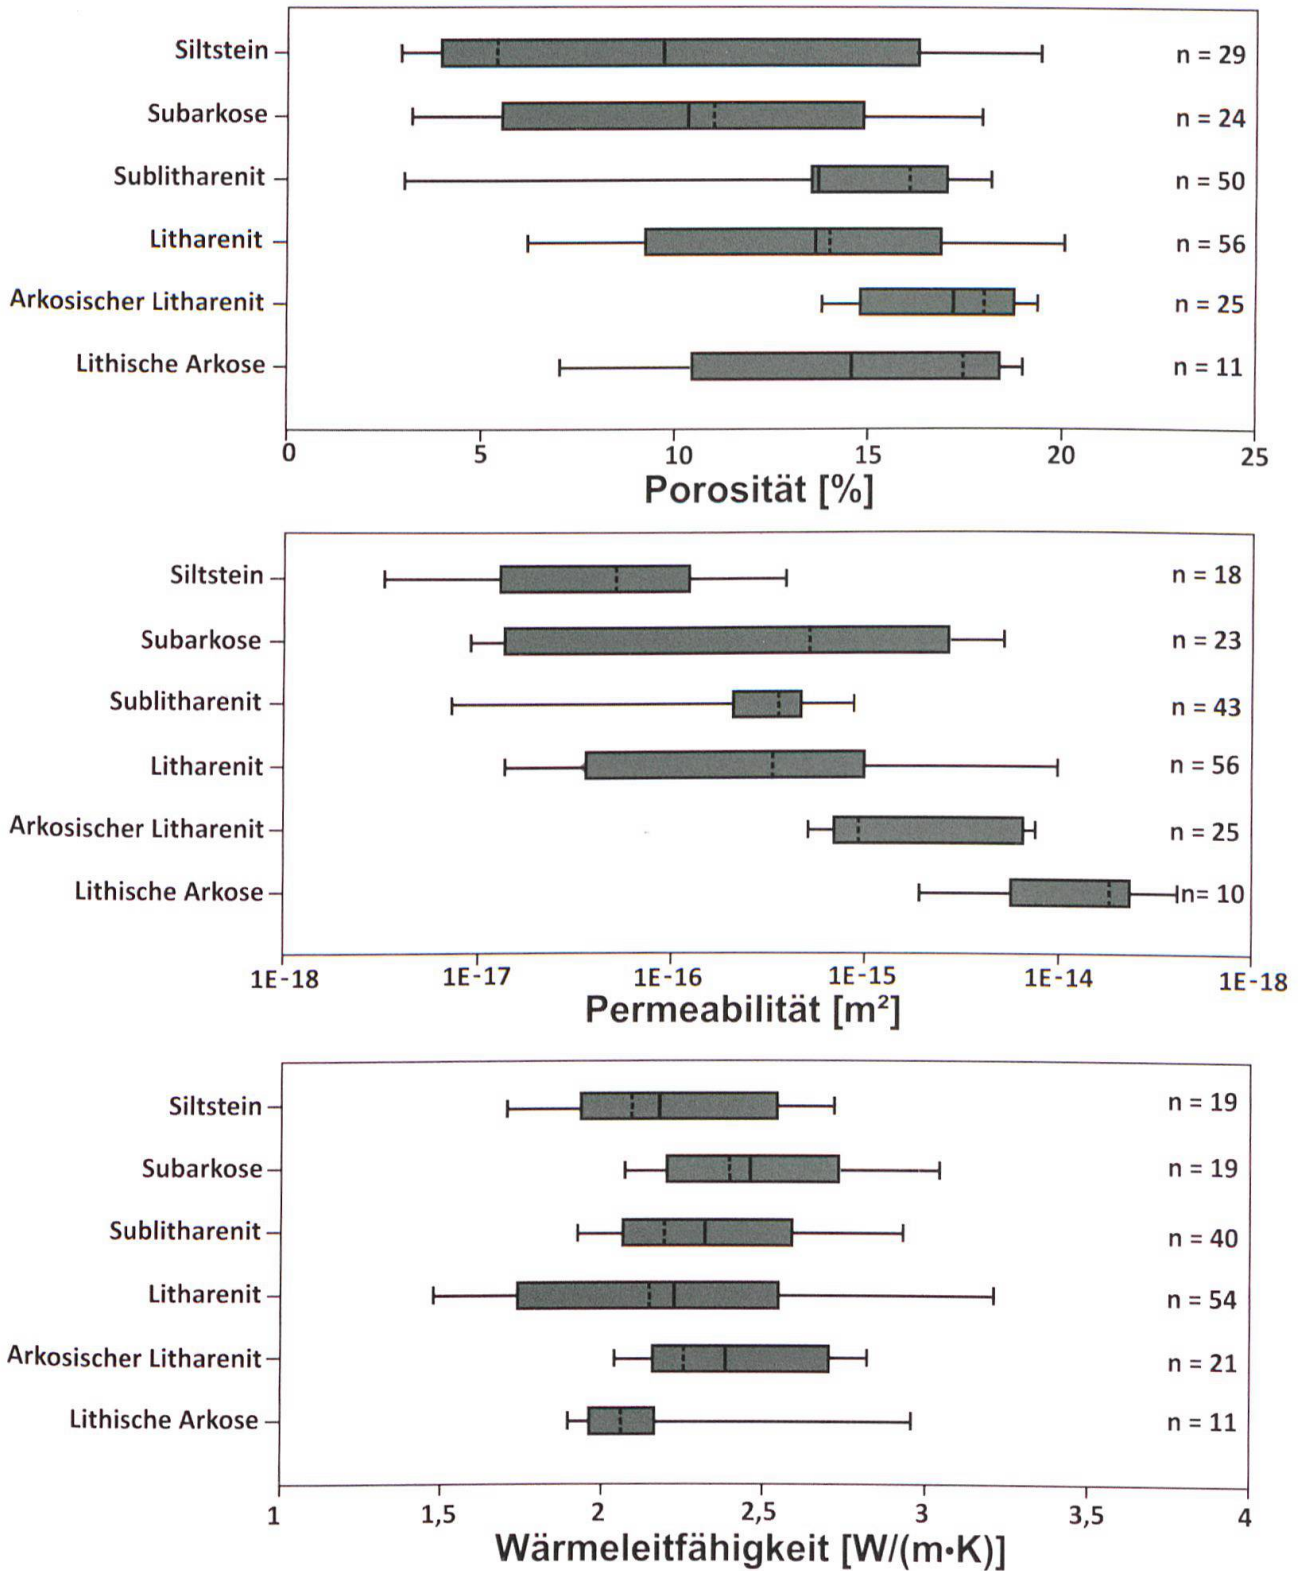 Siltstein n = 29
Subarkose n = 24
Sublitharenit n = 50
Litharenit n = 56
Arkosischer Litharenit n = 25
Lithische Arkose n = 11
0 5 10 15 20 25
Porosität [%]
Siltstein n = 18
Subarkose n = 23
Sublitharenit n = 43
Litharenit n = 56
Arkosischer Litharenit n = 25
Lithische Arkose n= 10
1E-18 1E-17 1E-16 1E-15 1E-14 1E-18
Permeabilität [m²]
Siltstein n = 19
Subarkose n = 19
Sublitharenit n = 40
Litharenit n = 54
Arkosischer Litharenit n = 21
Lithische Arkose n = 11
1 1,5 2 2,5 3 3,5 4
Wärmeleitfähigkeit [W/(m•K)]